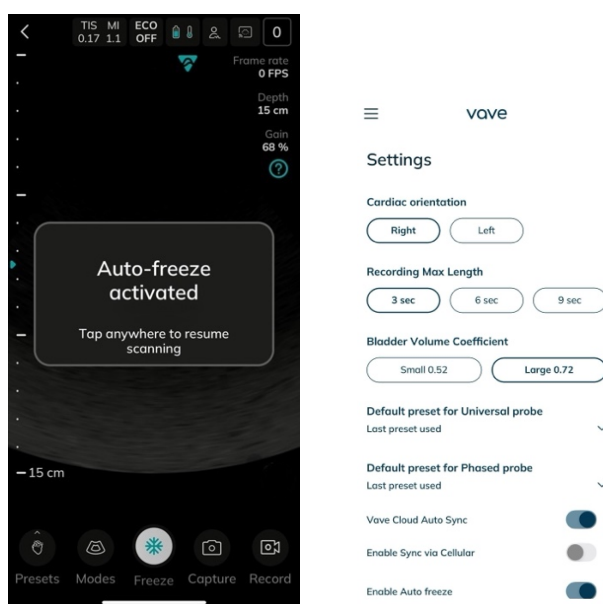 TIS MI ECO
0.17 1.1 OFF 0
Frame rate
0 FPS
Depth
15 cm
Gain
68 %
?
Auto-freeze
activated
Tap anywhere to resume
scanning
15 cm
Presets Modes Freeze Capture Record
vave
Settings
Cardiac orientation
Right Left
Recording Max Length
3 sec 6 sec 9 sec
Bladder Volume Coefficient
Small 0.52 Large 0.72
Default preset for Universal probe
Last preset used
Default preset for Phased probe
Last preset used
Vave Cloud Auto Sync
Enable Sync via Cellular
Enable Auto freeze